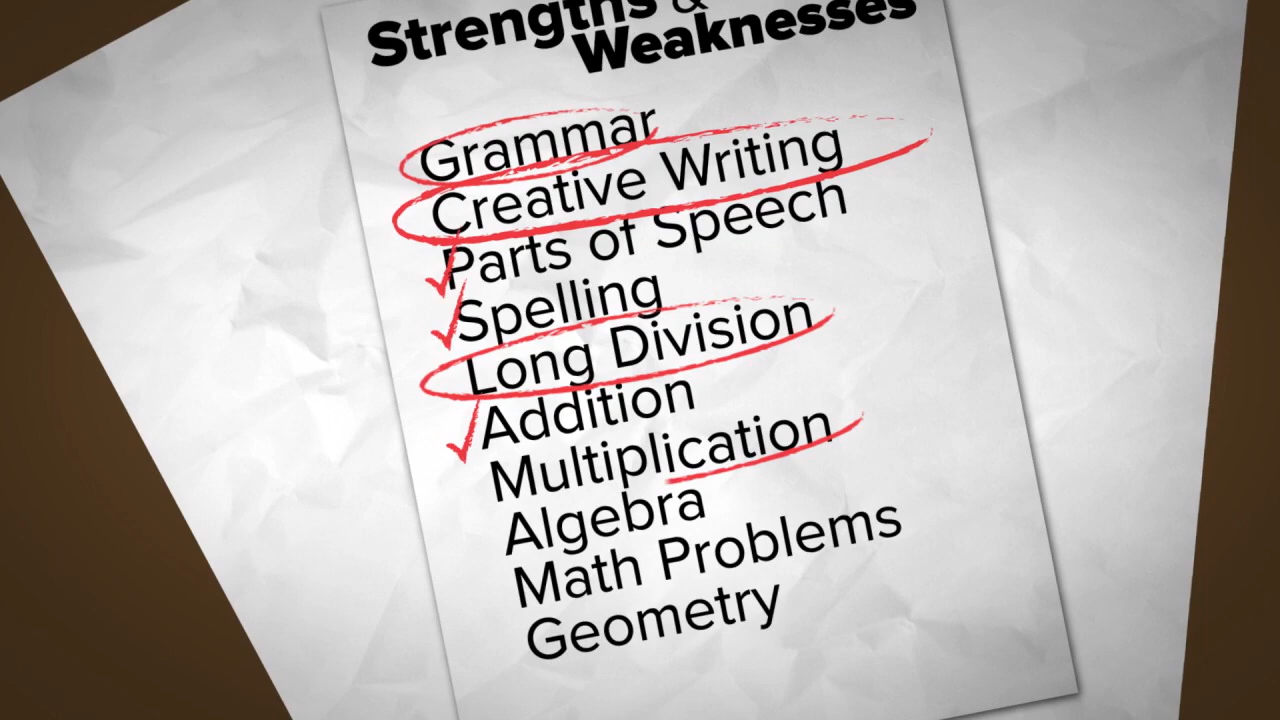 Strengths &
Weaknesses
Grammar
Creative Writing
Parts of Speech
Spelling
Long Division
Addition
Multiplication
Algebra
Math Problems
Geometry